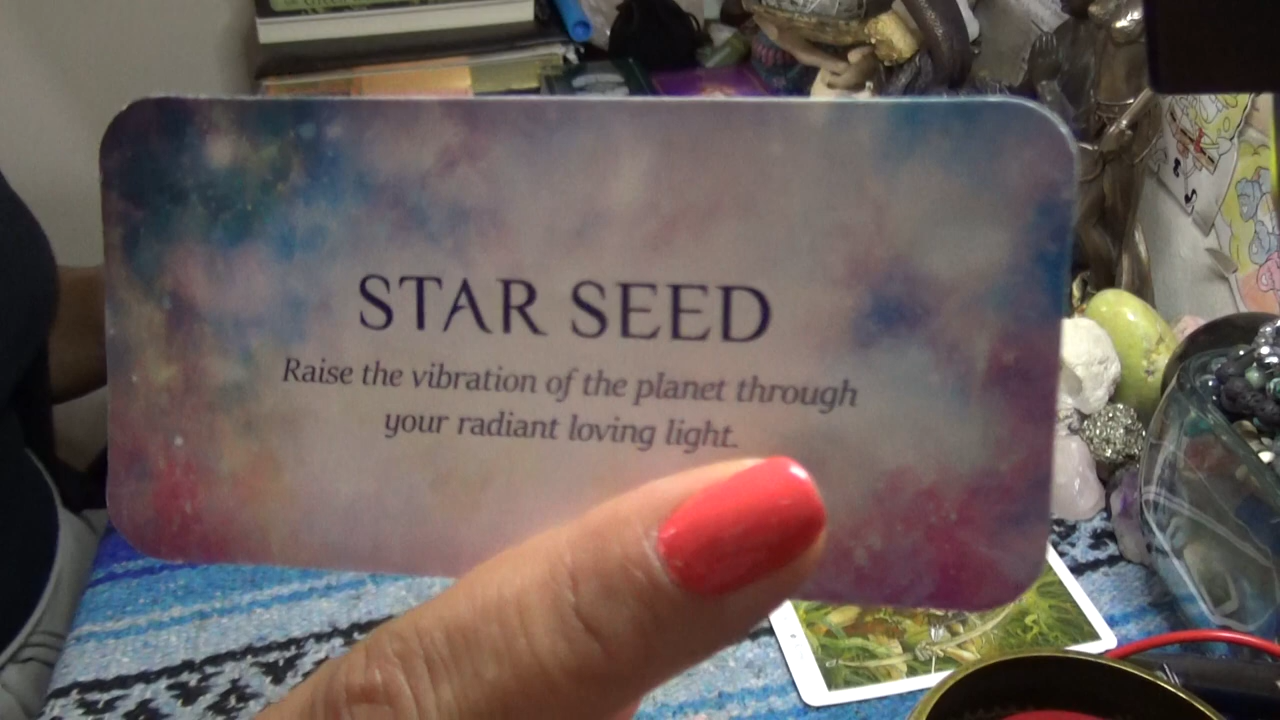 STAR SEED
Raise the vibration of the planet through
your radiant loving light.